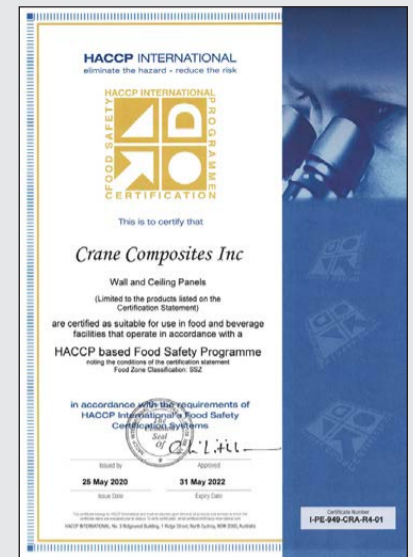 HACCP INTERNATIONAL
eliminate the hazard - reduce the risk
HACCP INTERNATIONAL
FOOD SAFETY
PROGRAMME
CERTIFICATION
This is to certify that
Crane Composites Inc
Wall and Ceiling Panels
(Limited to the products listed on the
Certification Statement)
are certified as suitable for use in food and beverage
facilities that operate in accordance with a
HACCP based Food Safety Programme
noting the conditions of the certification statement
Food Zone Classification: SSZ
in accordance with the requirements of
HACCP International's Food Safety
Certification Systems
The
Common
Seal
Of
Issued by
Approved
25 May 2020
31 May 2022
Issue Date
Expiry Date
Certificate Number
I-PE-949-CRA-R4-01